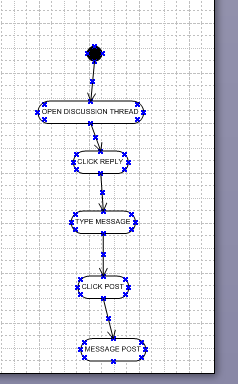 OPEN DISCUSSION THREAD
CLICK REPLY
TYPE MESSAGE
CLICK POST
MESSAGE POST